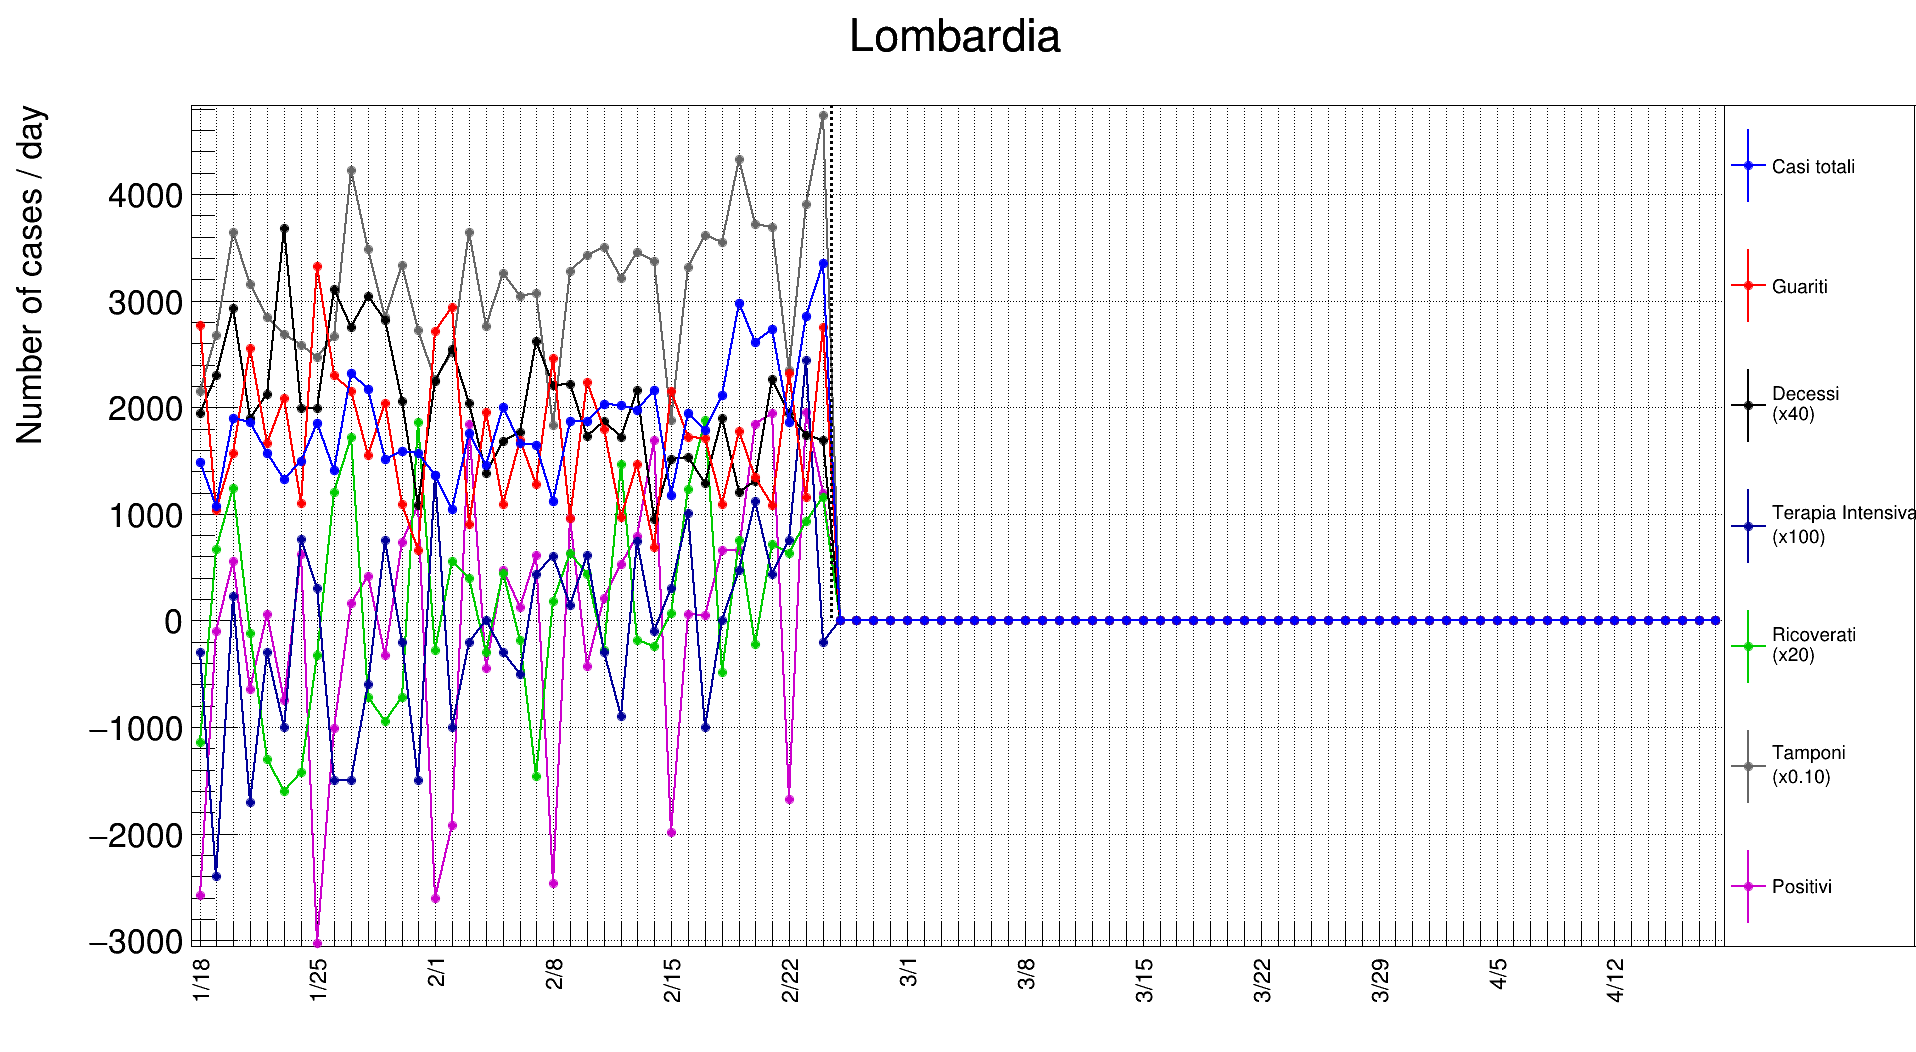 Lombardia
Number of cases / day
4000
3000
2000
1000
0
−1000
−2000
−3000
1/18
1/25
2/1
2/8
2/15
2/22
3/1
3/8
3/15
3/22
3/29
4/5
4/12
Casi totali
Guariti
Decessi
(x40)
Terapia Intensiva
(x100)
Ricoverati
(x20)
Tamponi
(x0.10)
Positivi